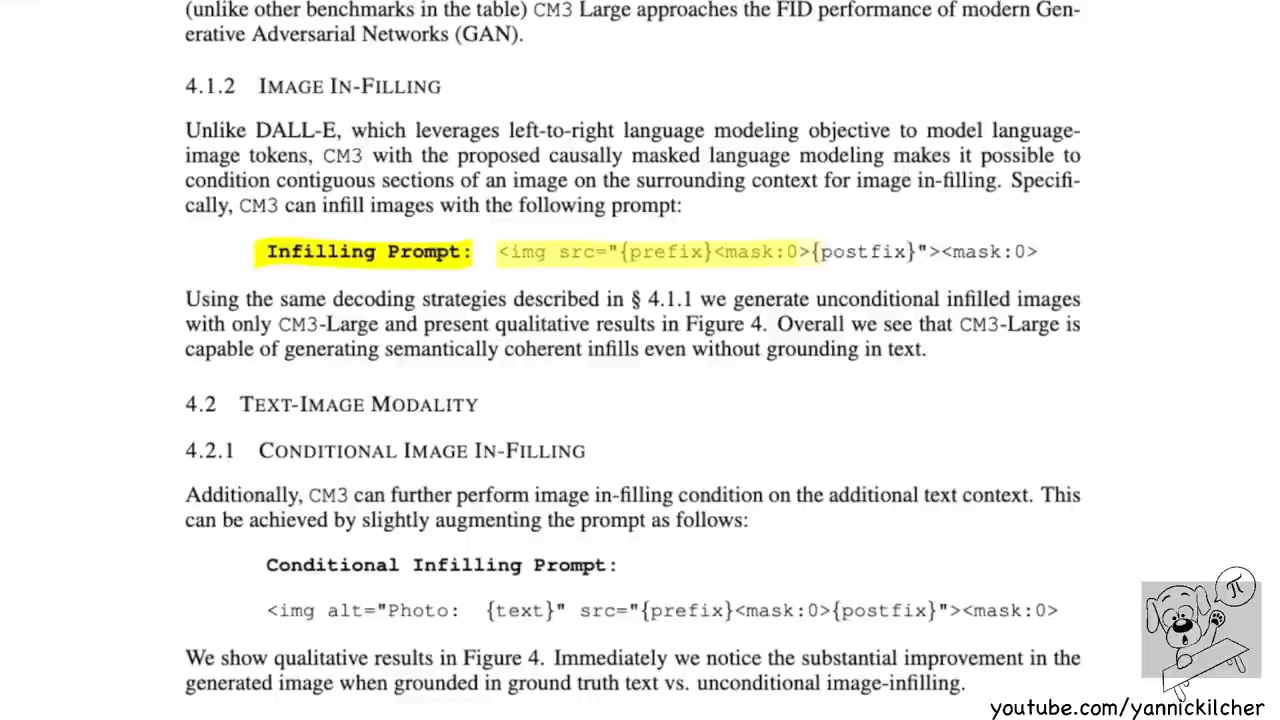 (unlike other benchmarks in the table) CM3 Large approaches the FID performance of modern Gen-
erative Adversarial Networks (GAN).
4.1.2 IMAGE IN-FILLING
Unlike DALL-E, which leverages left-to-right language modeling objective to model language-
image tokens, CM3 with the proposed causally masked language modeling makes it possible to
condition contiguous sections of an image on the surrounding context for image in-filling. Specifi-
cally, CM3 can infill images with the following prompt:
Infilling Prompt: <img src="{prefix}<mask:0>{postfix}"><mask:0>
Using the same decoding strategies described in § 4.1.1 we generate unconditional infilled images
with only CM3-Large and present qualitative results in Figure 4. Overall we see that CM3-Large is
capable of generating semantically coherent infills even without grounding in text.
4.2 TEXT-IMAGE MODALITY
4.2.1 CONDITIONAL IMAGE IN-FILLING
Additionally, CM3 can further perform image in-filling condition on the additional text context. This
can be achieved by slightly augmenting the prompt as follows:
Conditional Infilling Prompt:
<img alt="Photo: {text}" src="{prefix}<mask:0>{postfix}"><mask:0>
We show qualitative results in Figure 4. Immediately we notice the substantial improvement in the
generated image when grounded in ground truth text vs. unconditional image-infilling.
π
youtube.com/yannickilcher